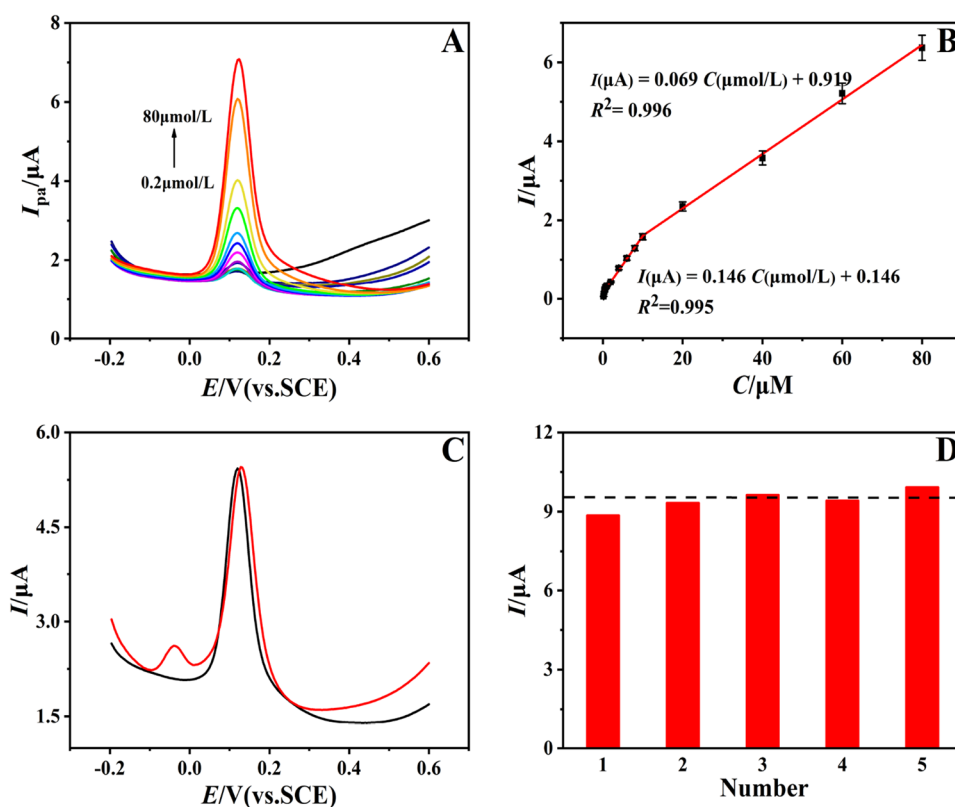 A
8
6
4
2
0
I_pa/µA
80µmol/L
0.2µmol/L
-0.2 0.0 0.2 0.4 0.6
E/V(vs.SCE)
B
6
4
2
0
I/µA
I(µA) = 0.069 C(µmol/L) + 0.919
R²= 0.996
I(µA) = 0.146 C(µmol/L) + 0.146
R²=0.995
0 20 40 60 80
C/µM
C
6.0
4.5
3.0
1.5
I/µA
-0.2 0.0 0.2 0.4 0.6
E/V(vs.SCE)
D
12
9
6
3
0
I/µA
1 2 3 4 5
Number